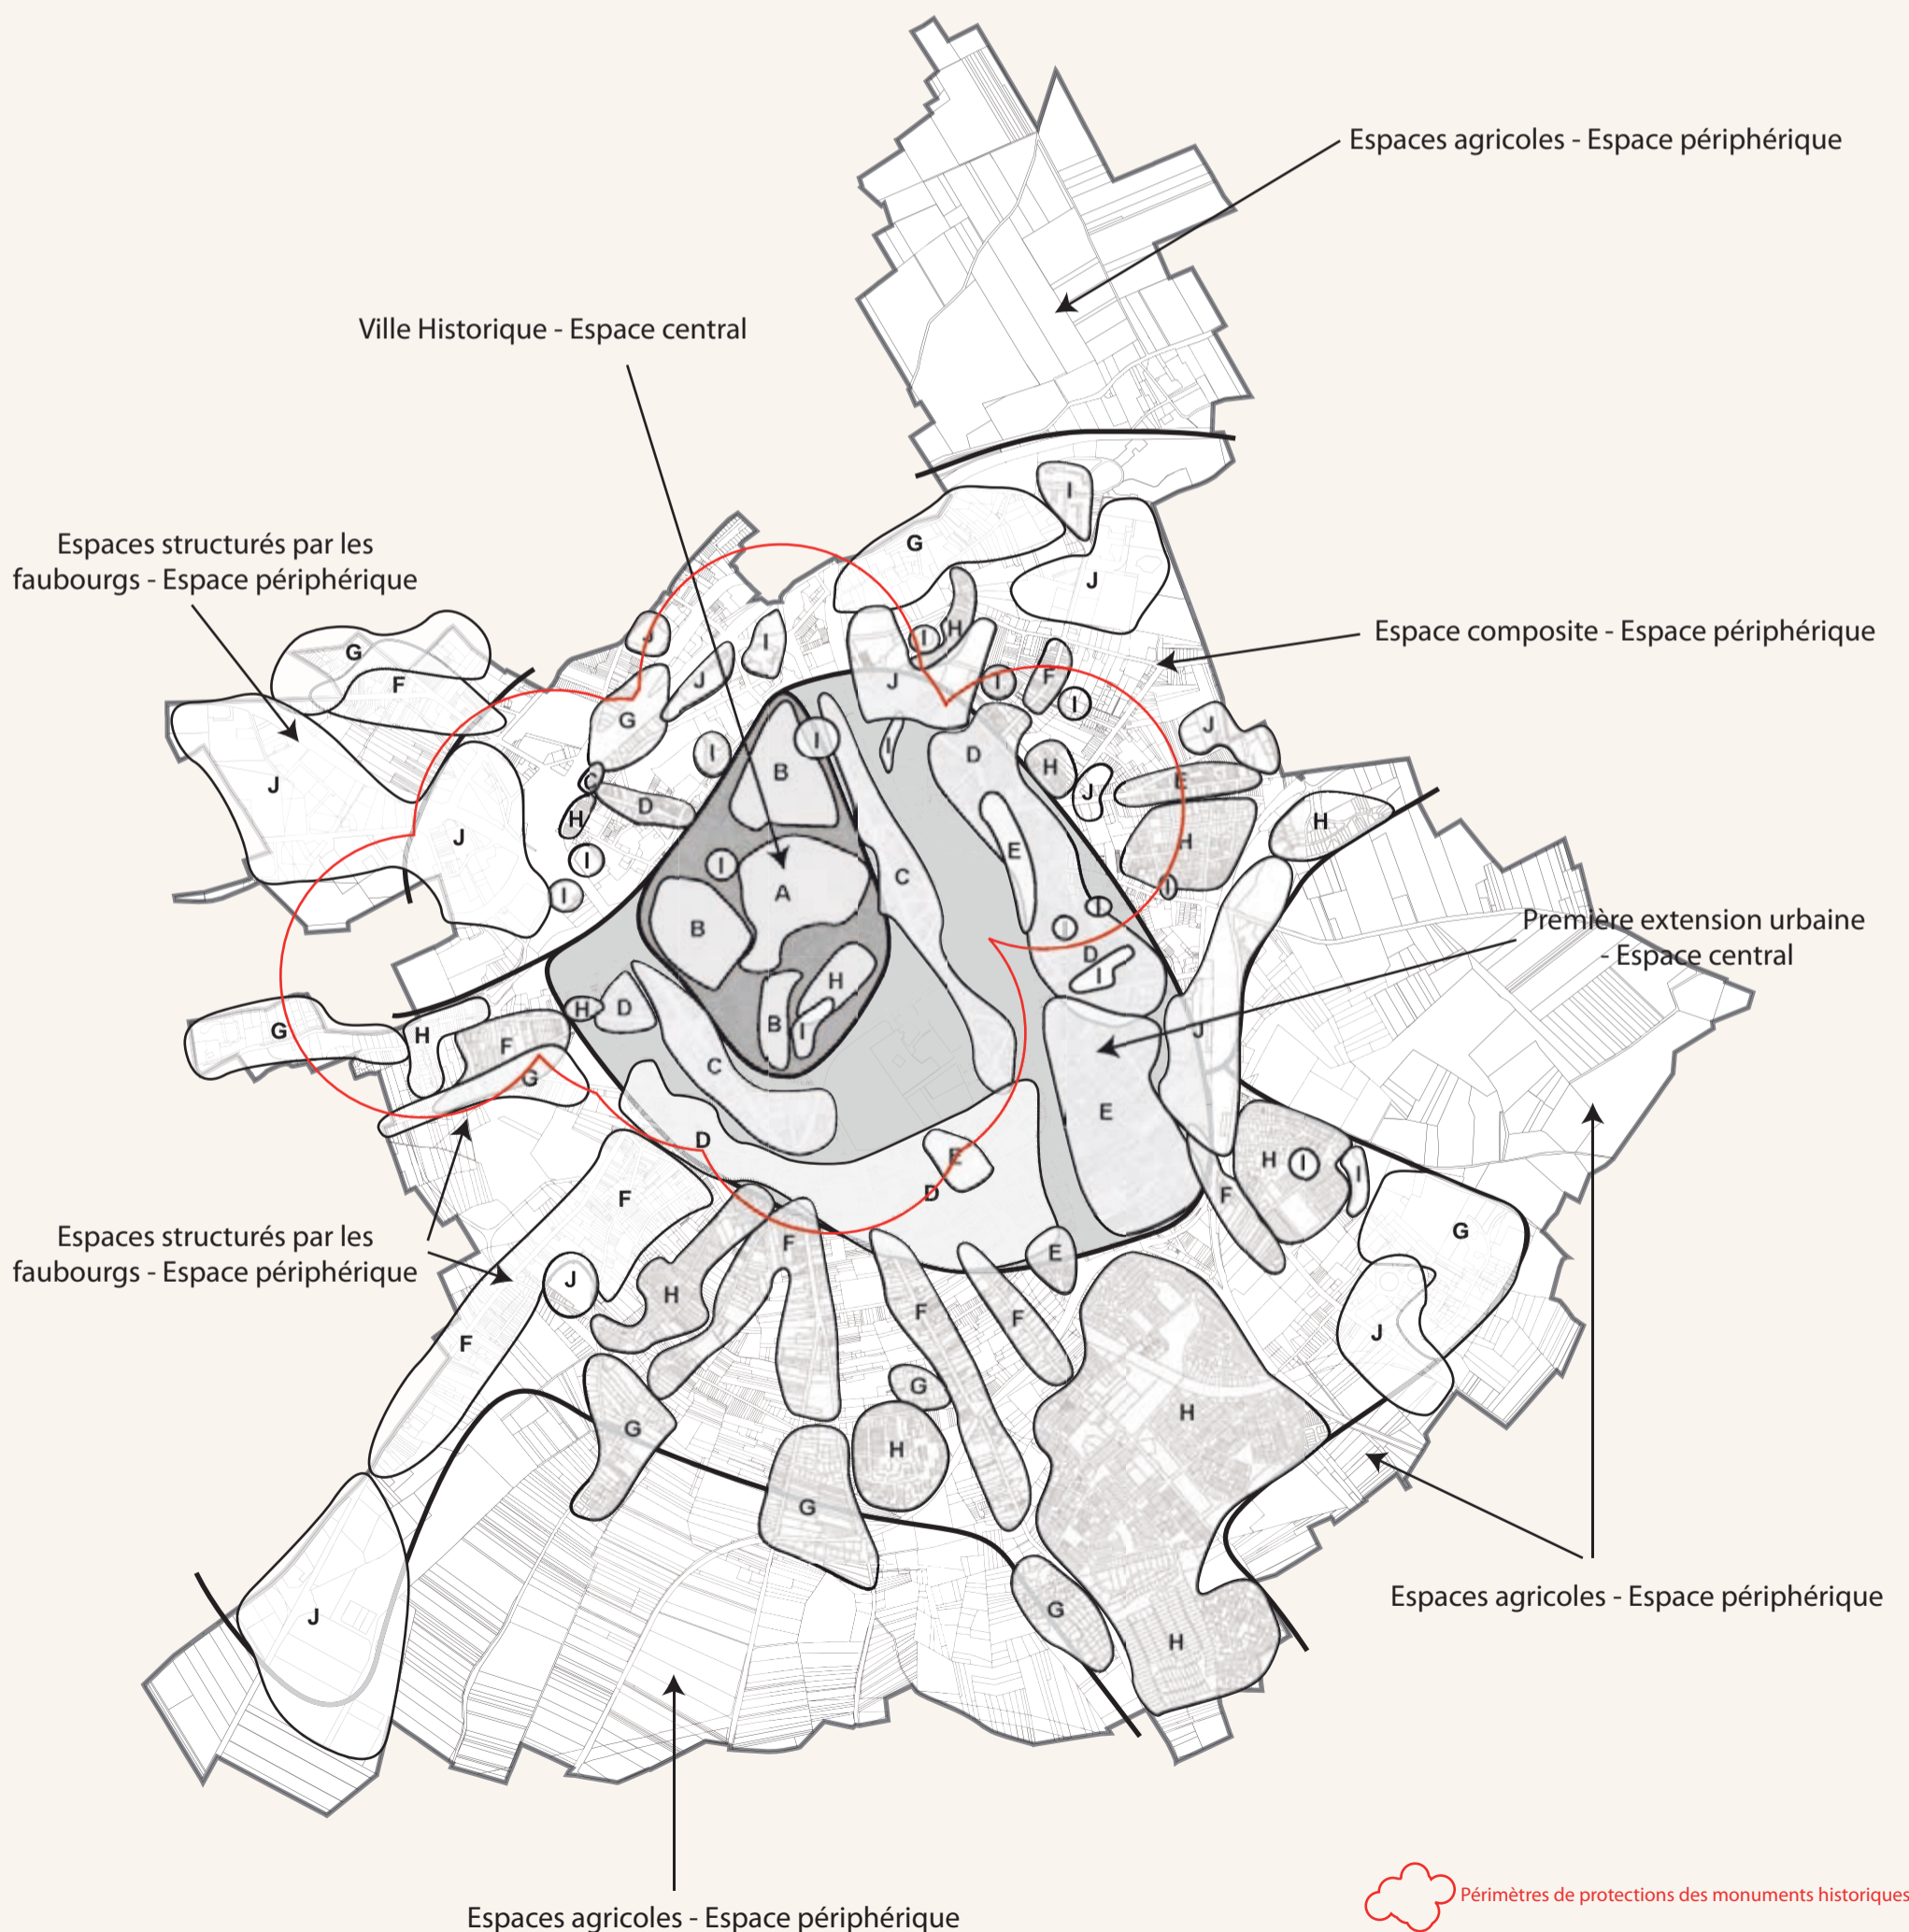 Espaces agricoles - Espace périphérique
Ville Historique - Espace central
Espaces structurés par les
faubourgs - Espace périphérique
Espace composite - Espace périphérique
I
G
J
I
H
J
I
G
F
J
I
F
I
J
G
J
I
I
B
I
D
H
J
J
E
H
H
C
H
D
J
I
I
I
A
B
C
E
I
I
I
D
I
Première extension urbaine
- Espace central
H
B
I
H
D
C
J
E
G
H
F
G
D
E
D
H
I
I
F
G
Espaces structurés par les
faubourgs - Espace périphérique
F
J
F
H
F
E
F
F
J
G
G
H
H
G
J
G
H
Espaces agricoles - Espace périphérique
Périmètres de protections des monuments historiques
Espaces agricoles - Espace périphérique